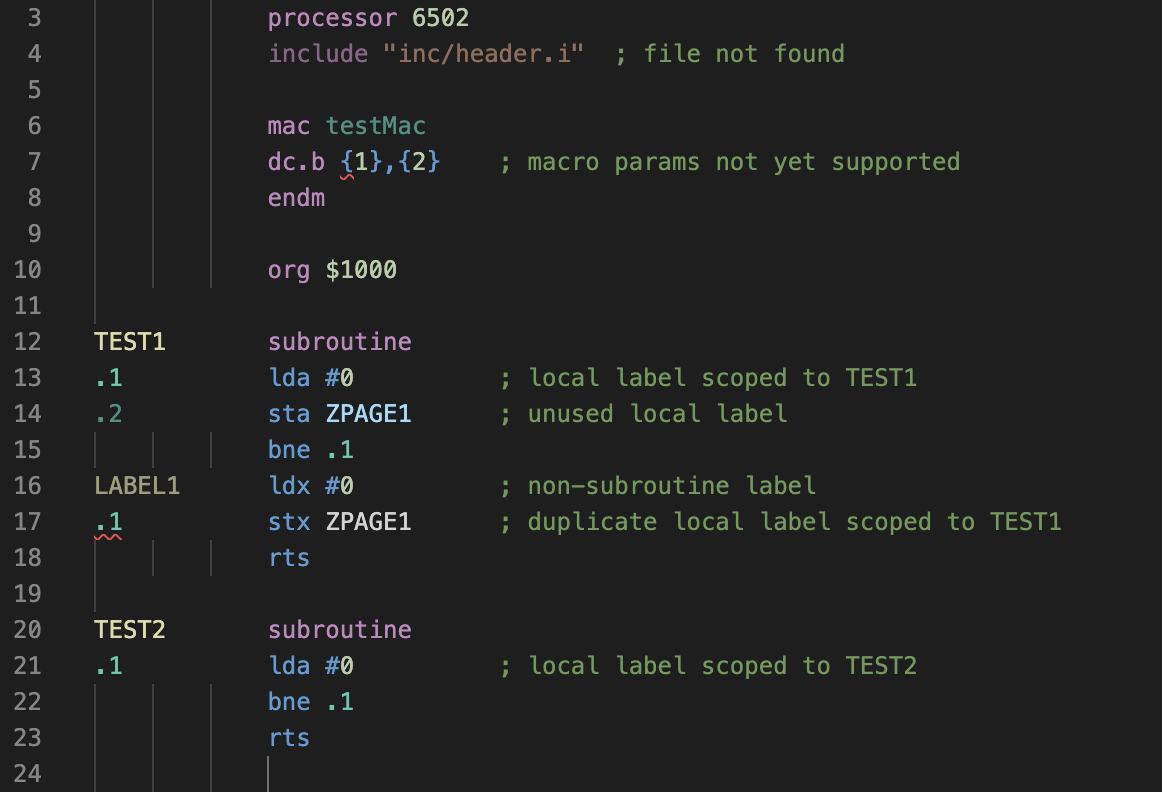 3 processor 6502
4 include "inc/header.i" ; file not found
5
6 mac testMac
7 dc.b {1},{2} ; macro params not yet supported
8 endm
9
10 org $1000
11
12 TEST1 subroutine
13 .1 lda #0 ; local label scoped to TEST1
14 .2 sta ZPAGE1 ; unused local label
15 bne .1
16 LABEL1 ldx #0 ; non-subroutine label
17 .1 stx ZPAGE1 ; duplicate local label scoped to TEST1
18 rts
19
20 TEST2 subroutine
21 .1 lda #0 ; local label scoped to TEST2
22 bne .1
23 rts
24